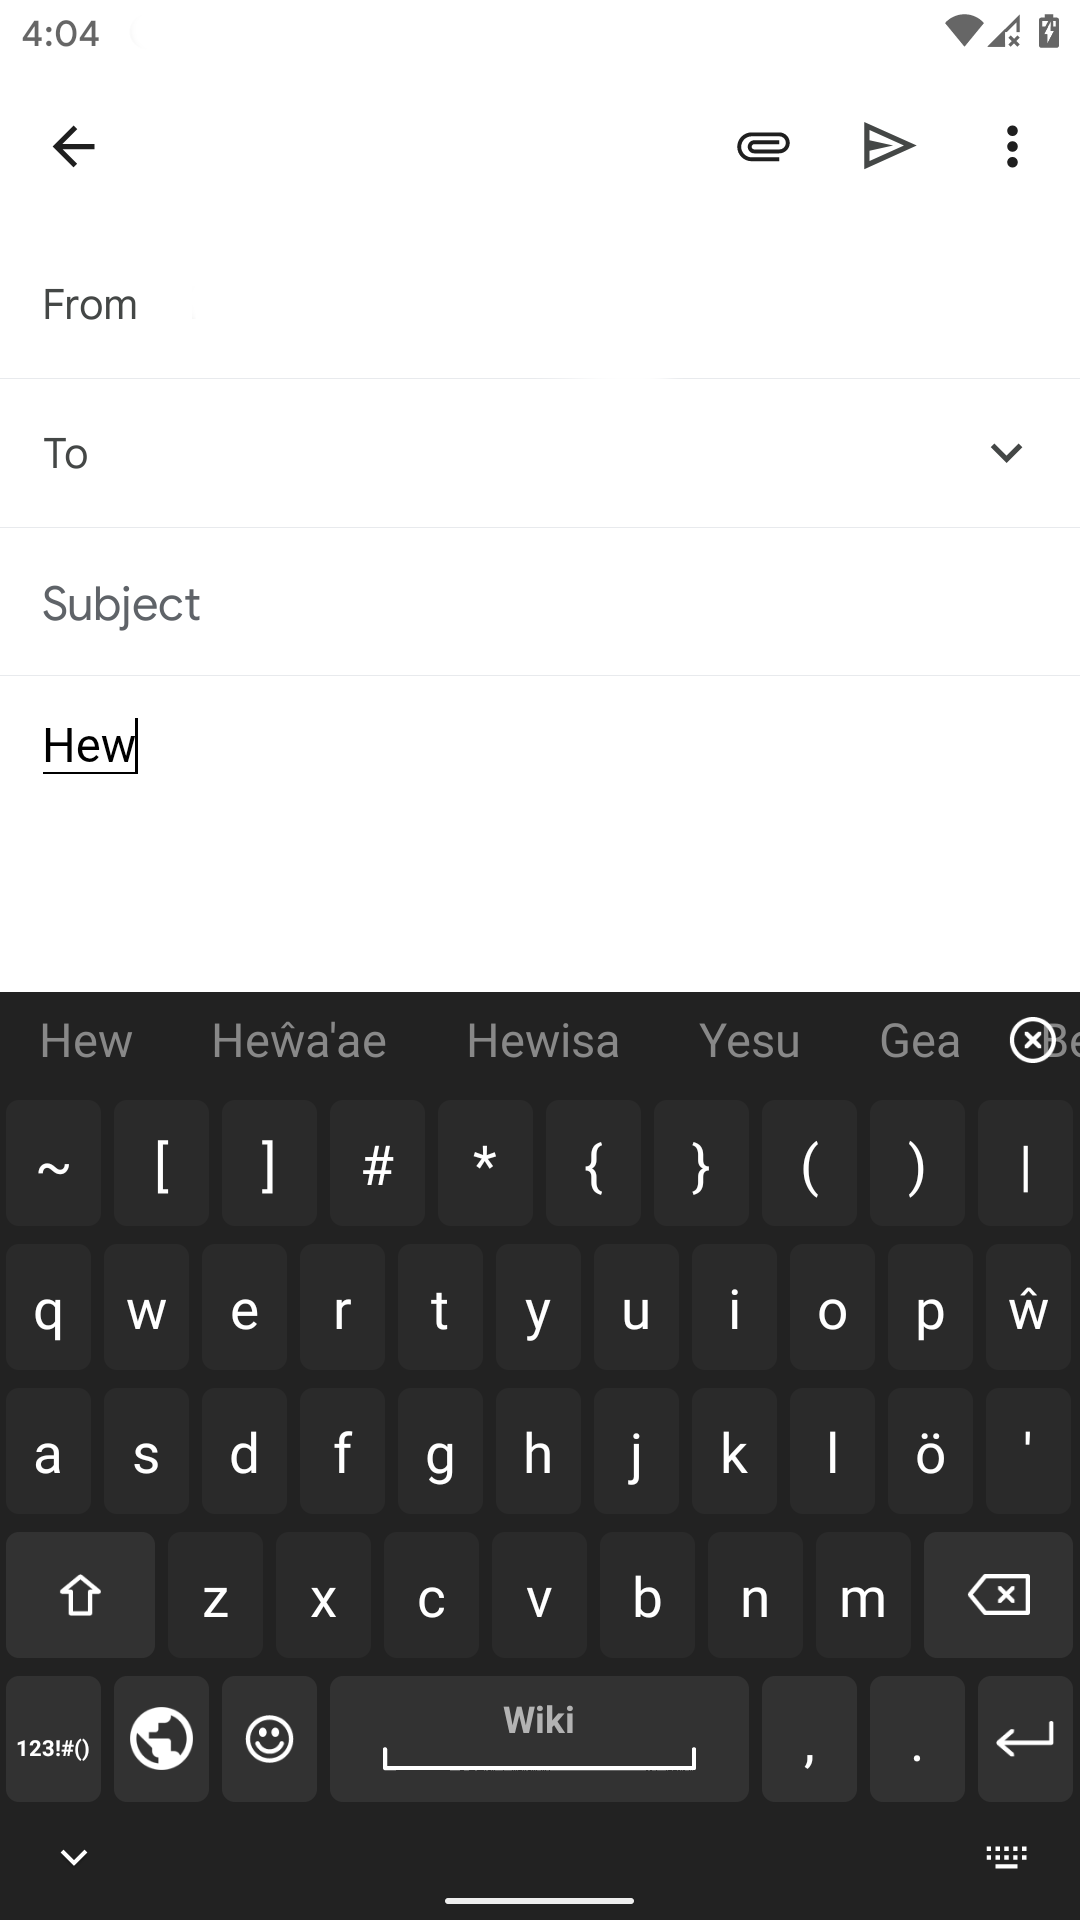 4:04
From
To
Subject
Hew
Hew Heŵa'ae Hewisa Yesu Gea Be
~ [ ] # * { } ( ) |
q w e r t y u i o p ŵ
a s d f g h j k l ö '
z x c v b n m
123!#() Wiki , .